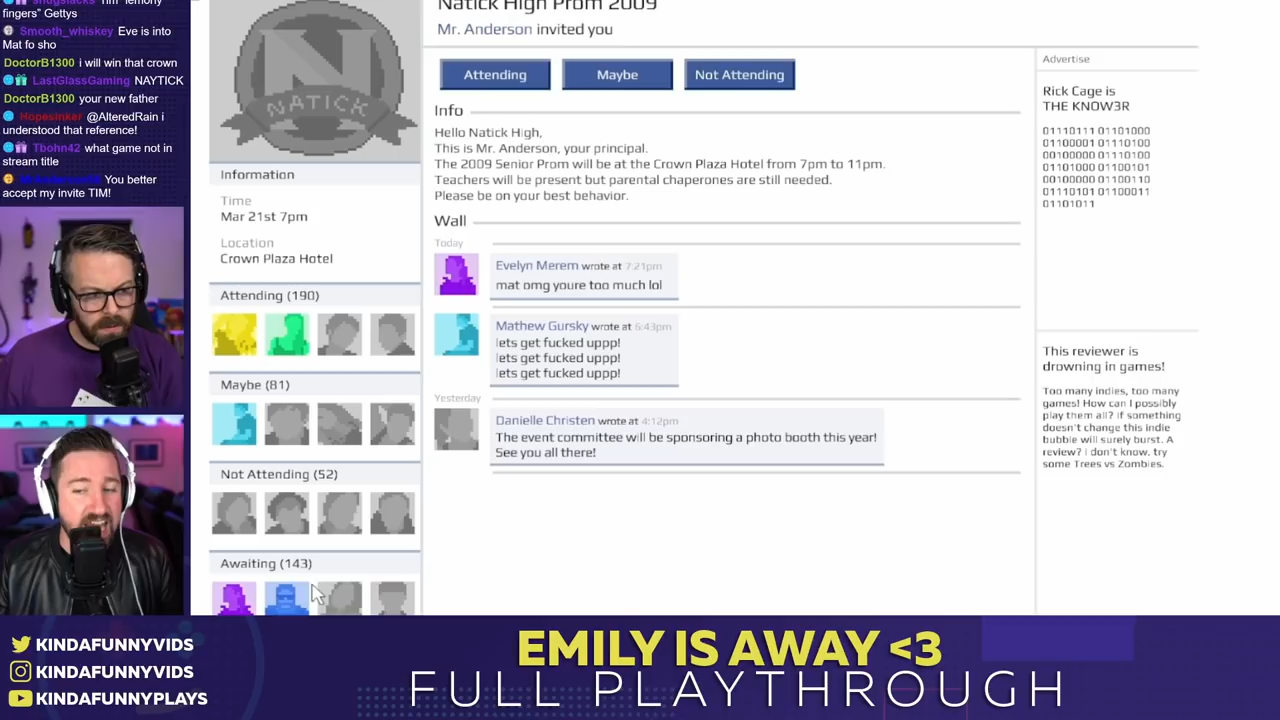 fingers" Gettys
Smooth_whiskey Eve is into
Mat fo sho
DoctorB1300 i will win that crown
LastGlassGaming NAYTICK
DoctorB1300 your new father
Hopesinker @AlteredRain i
understood that reference!
Tbohn42 what game not in
stream title
You better
accept my invite TIM!
NATICK
Information
Time
Mar 21st 7pm
Location
Crown Plaza Hotel
Attending (190)
Maybe (81)
Not Attending (52)
Awaiting (143)
Natick High Prom 2009
Mr. Anderson invited you
Attending
Maybe
Not Attending
Info
Hello Natick High,
This is Mr. Anderson, your principal.
The 2009 Senior Prom will be at the Crown Plaza Hotel from 7pm to 11pm.
Teachers will be present but parental chaperones are still needed.
Please be on your best behavior.
Wall
Today
Evelyn Merem wrote at 7:21pm
mat omg youre too much lol
Mathew Gursky wrote at 6:43pm
lets get fucked uppp!
lets get fucked uppp!
lets get fucked uppp!
Yesterday
Danielle Christen wrote at 4:12pm
The event committee will be sponsoring a photo booth this year!
See you all there!
Advertise
Rick Cage is
THE KNOW3R
01110111 01101000
01100001 01110100
00100000 01110100
01101000 01100101
00100000 01100110
01110101 01100011
01101011
This reviewer is
drowning in games!
Too many indies, too many
games! How can I possibly
play them all? If something
doesn't change this indie
bubble will surely burst. A
review? I don't know. try
some Trees vs Zombies.
KINDAFUNNYVIDS
KINDAFUNNYVIDS
KINDAFUNNYPLAYS
EMILY IS AWAY <3
FULL PLAYTHROUGH